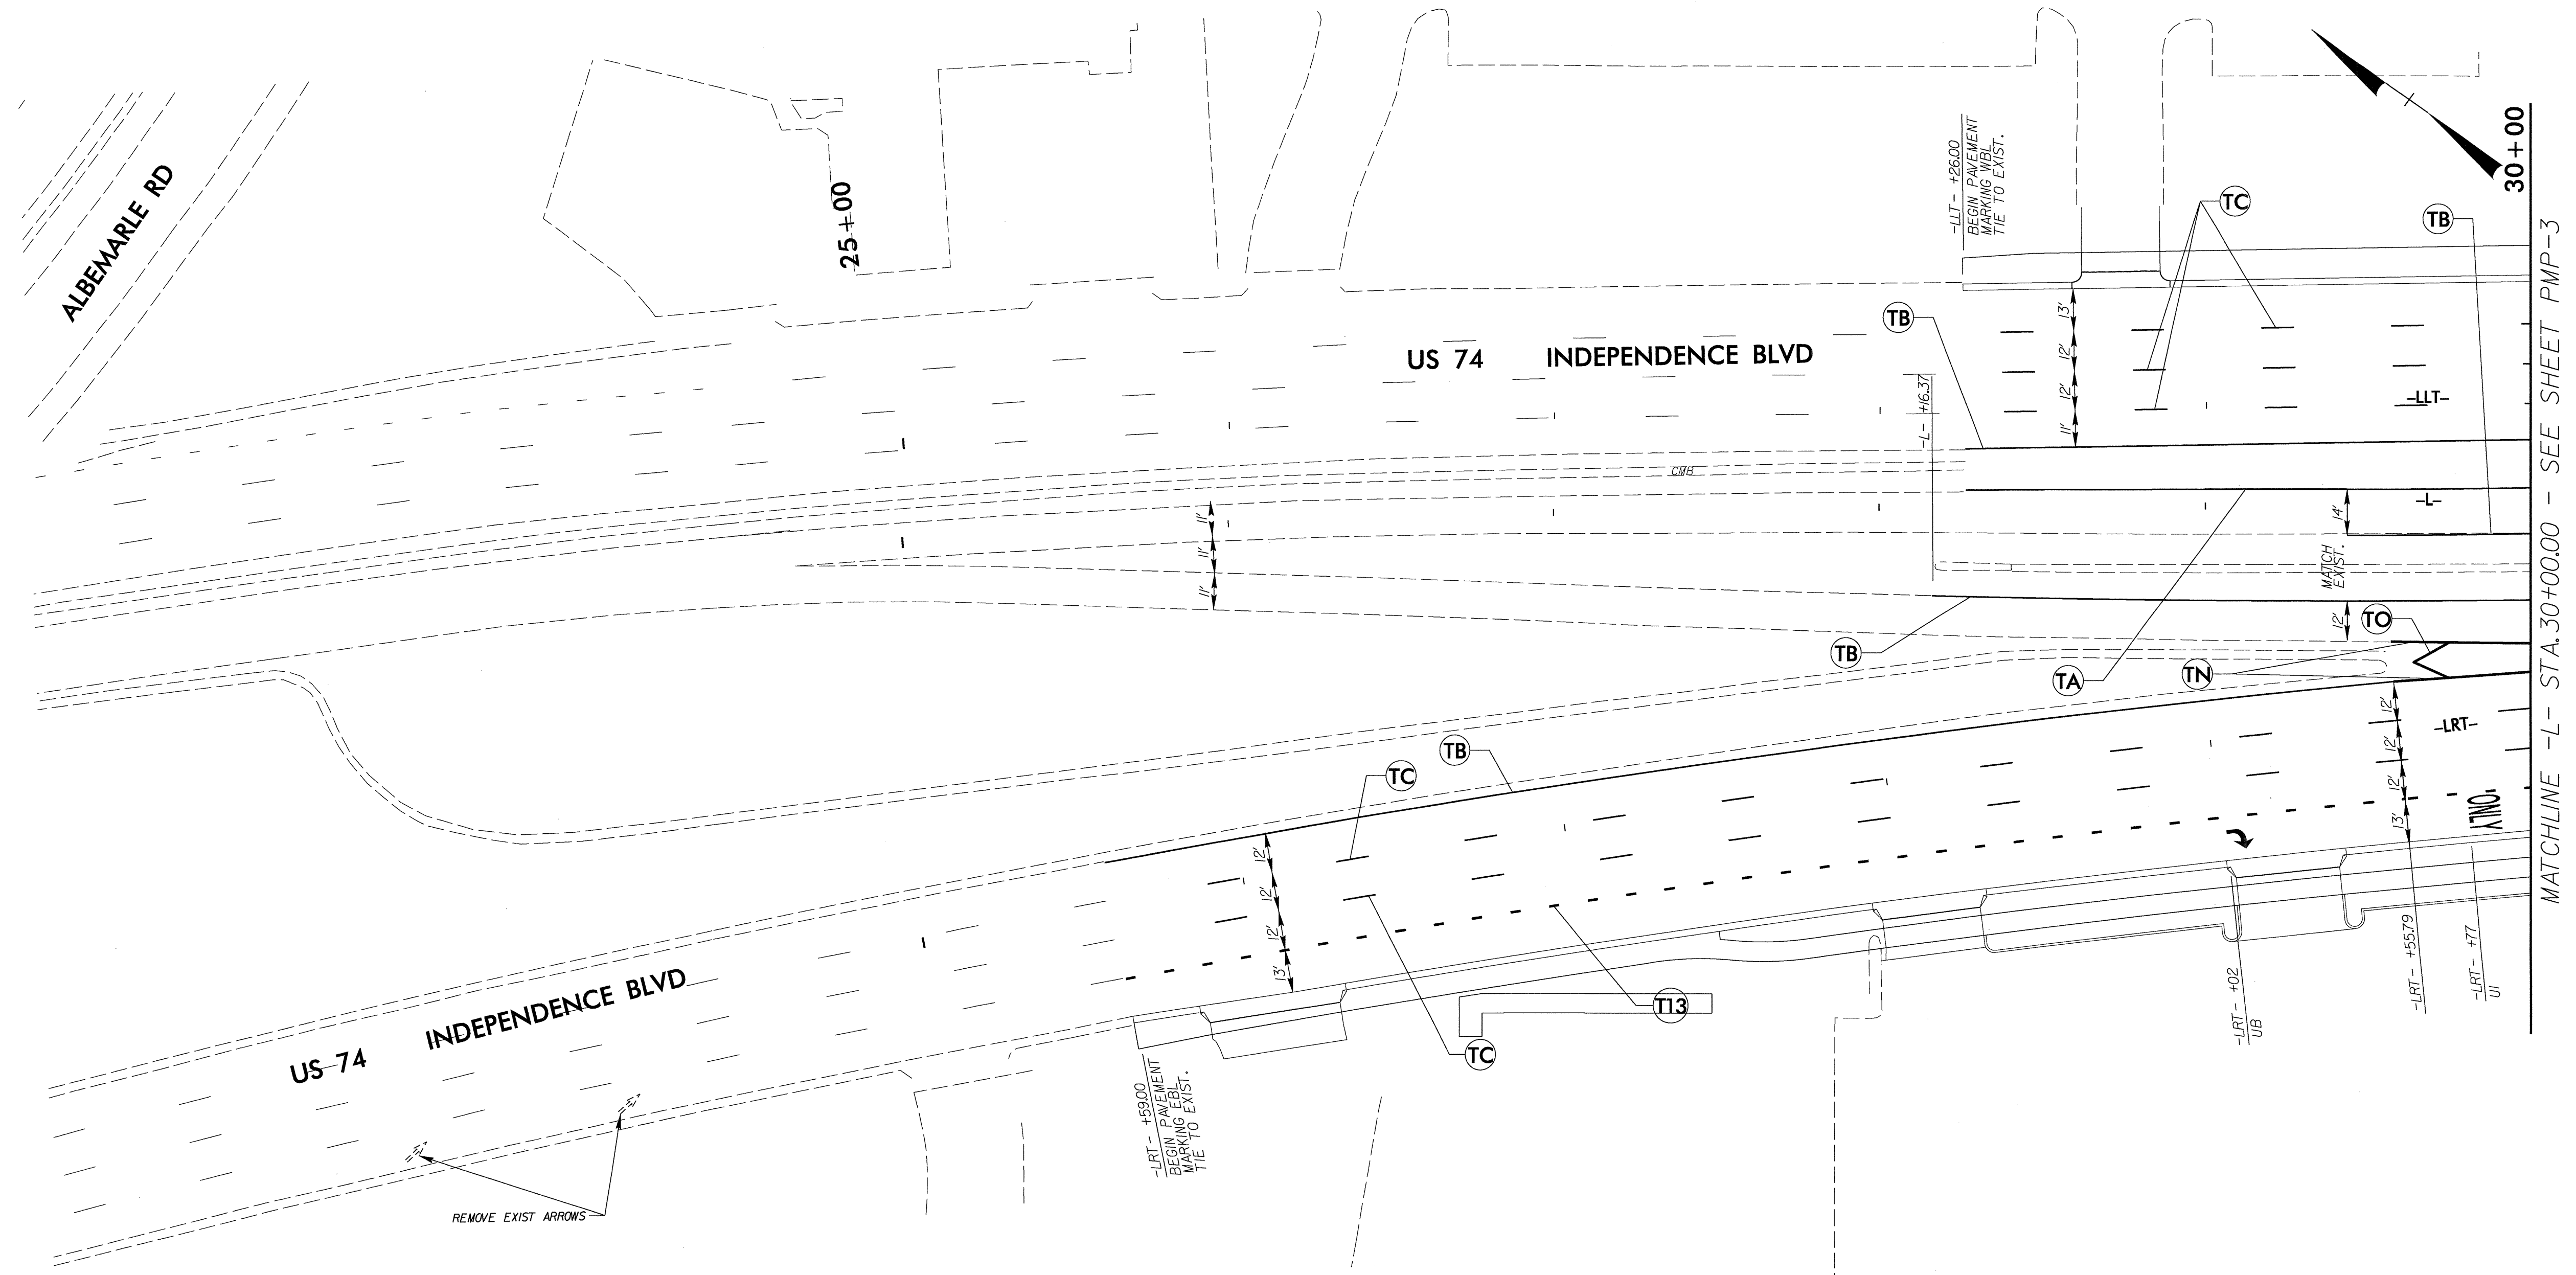 ALBEMARLE RD
25+00
-LLT- +26.00
BEGIN PAVEMENT
MARKING WBL
TIE TO EXIST.
TC
TB
30+00
MATCHLINE -L- STA.30+00.00 - SEE SHEET PMP-3
TB
US 74 INDEPENDENCE BLVD
13'
12'
12'
11'
-LLT-
-L- +16.37
CMB
11'
11'
11'
14'
-L-
MATCH
EXIST.
12'
TO
TB
TA
TN
12'
12'
12'
13'
-LRT-
ONLY
TB
TC
12'
12'
12'
13'
US 74 INDEPENDENCE BLVD
T13
TC
-LRT- +59.00
BEGIN PAVEMENT
MARKING EBL
TIE TO EXIST.
-LRT- +02
UB
-LRT- +55.79
-LRT- +77
UI
REMOVE EXIST ARROWS